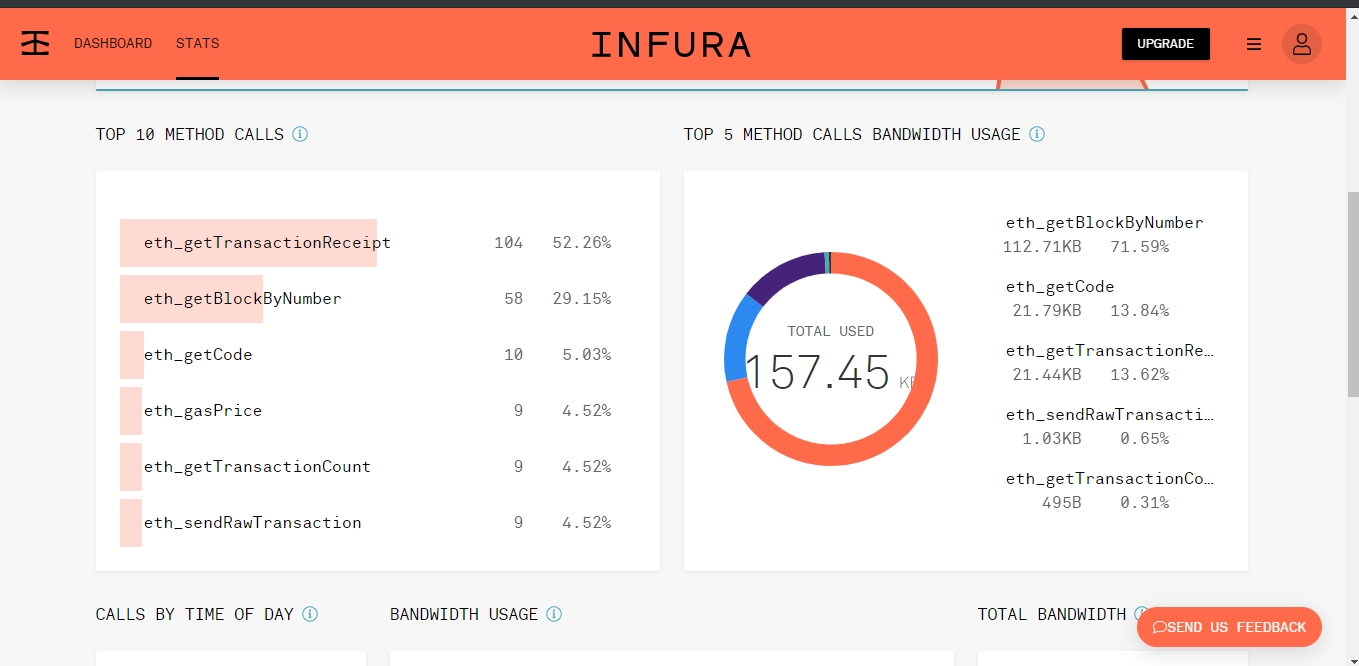 DASHBOARD STATS INFURA UPGRADE
TOP 10 METHOD CALLS
eth_getTransactionReceipt 104 52.26%
eth_getBlockByNumber 58 29.15%
eth_getCode 10 5.03%
eth_gasPrice 9 4.52%
eth_getTransactionCount 9 4.52%
eth_sendRawTransaction 9 4.52%
TOP 5 METHOD CALLS BANDWIDTH USAGE
TOTAL USED
157.45
eth_getBlockByNumber
112.71KB 71.59%
eth_getCode
21.79KB 13.84%
eth_getTransactionRe…
21.44KB 13.62%
eth_sendRawTransacti…
1.03KB 0.65%
eth_getTransactionCo…
495B 0.31%
CALLS BY TIME OF DAY
BANDWIDTH USAGE
TOTAL BANDWIDTH
SEND US FEEDBACK